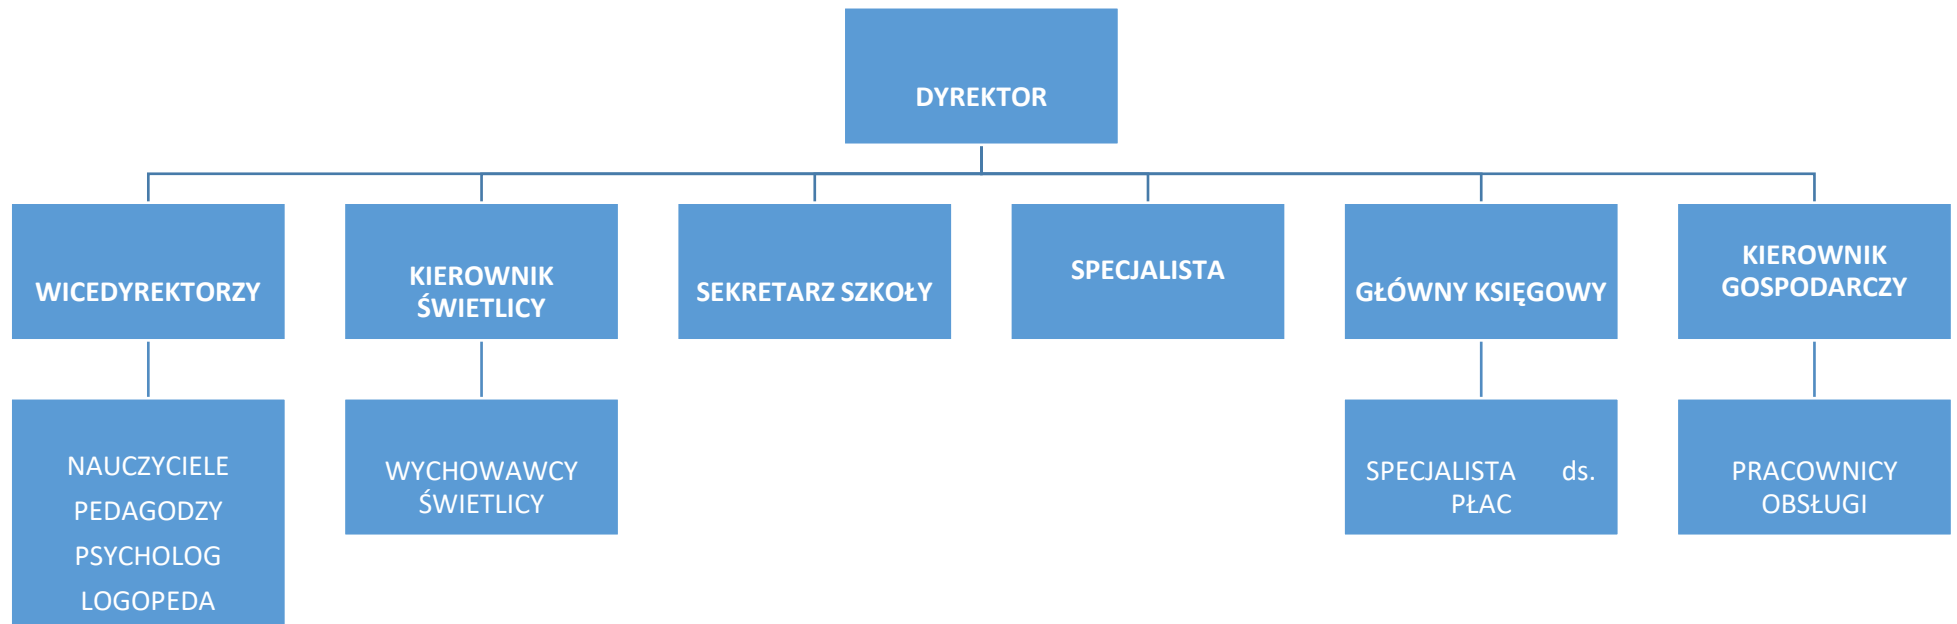 DYREKTOR
WICEDYREKTORZY
KIEROWNIK
ŚWIETLICY
SEKRETARZ SZKOŁY
SPECJALISTA
GŁÓWNY KSIĘGOWY
KIEROWNIK
GOSPODARCZY
NAUCZYCIELE
PEDAGODZY
PSYCHOLOG
LOGOPEDA
WYCHOWAWCY
ŚWIETLICY
SPECJALISTA ds.
PŁAC
PRACOWNICY
OBSŁUGI